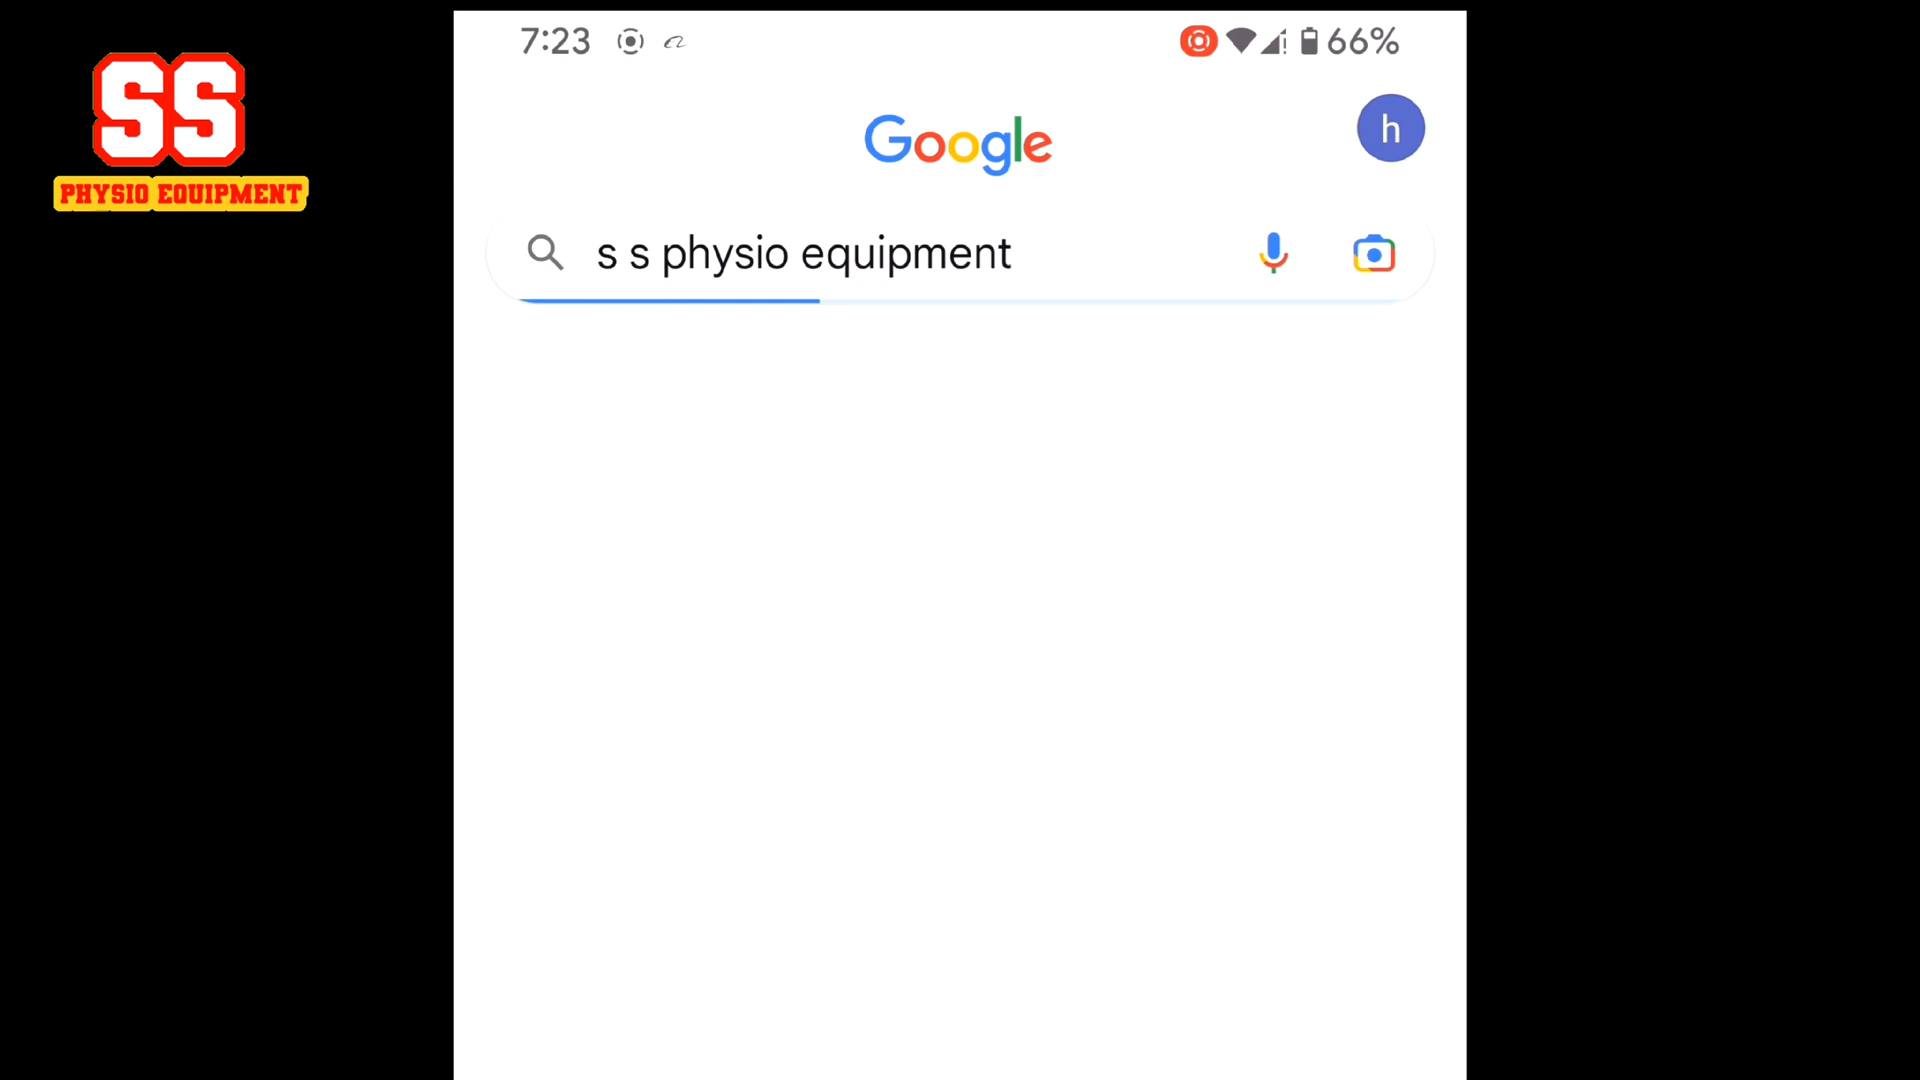 SS
PHYSIO EQUIPMENT
7:23
66%
Google
h
s s physio equipment